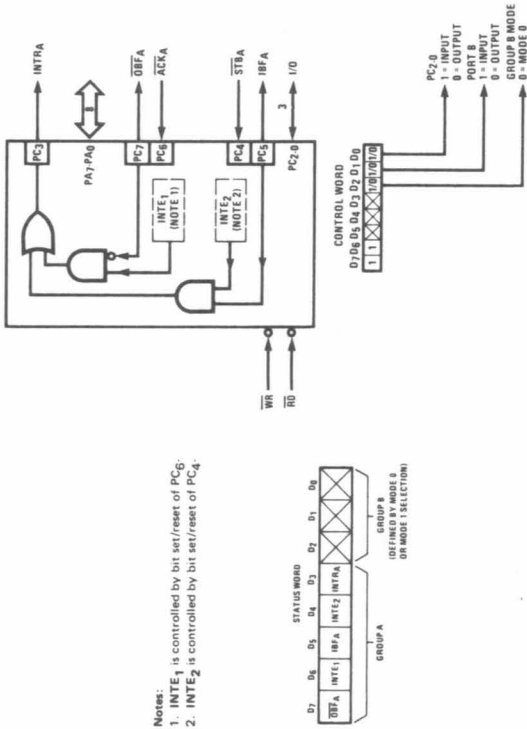 INTRA
PC3
8
PA7-PA0
PC7
OBFA
PC6
ACKA
INTE1
(NOTE 1)
PC4
STBA
INTE2
(NOTE 2)
PC5
IBFA
PC2-0
3
I/O
WR
RD
CONTROL WORD
D7 D6 D5 D4 D3 D2 D1 D0
1 1 1/0 1/0 1/0
PC2-0
1 = INPUT
0 = OUTPUT
PORT B
1 = INPUT
0 = OUTPUT
GROUP B MODE
0 = MODE 0
Notes:
1. INTE1 is controlled by bit set/reset of PC6.
2. INTE2 is controlled by bit set/reset of PC4.
STATUS WORD
D7 D6 D5 D4 D3 D2 D1 D0
OBFA INTE1 IBFA INTE2 INTRA
GROUP A
GROUP B
(DEFINED BY MODE 0
OR MODE 1 SELECTION)